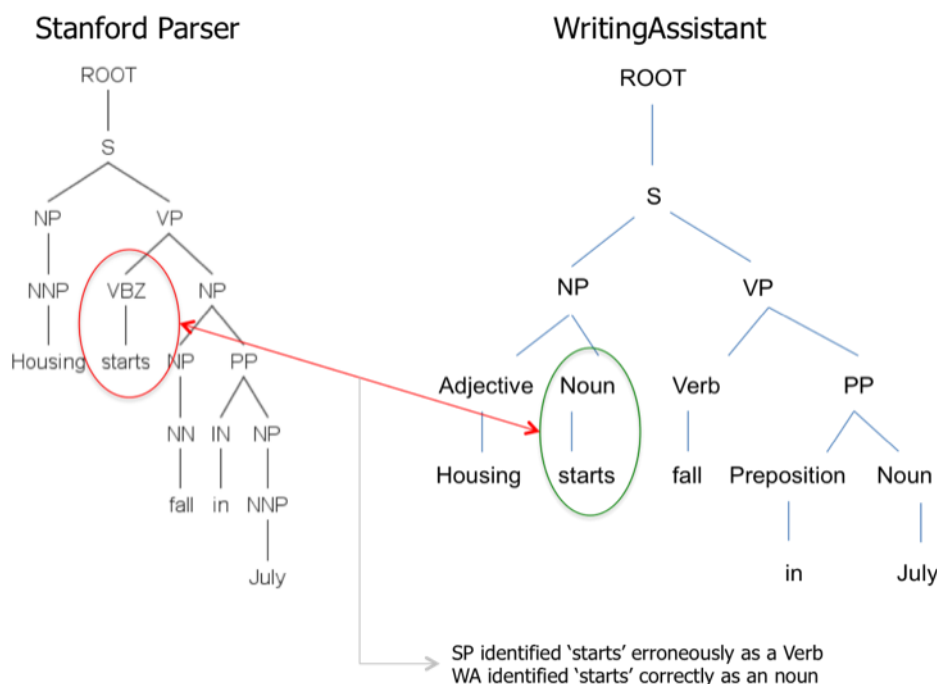 Stanford Parser WritingAssistant
ROOT ROOT
S
S
NP VP
NP VP
NNP VBZ NP
Housing starts NP PP
Adjective Noun Verb PP
NN IN NP
Housing starts fall Preposition Noun
fall in NNP
July
in July
SP identified ‘starts’ erroneously as a Verb
WA identified ‘starts’ correctly as an noun